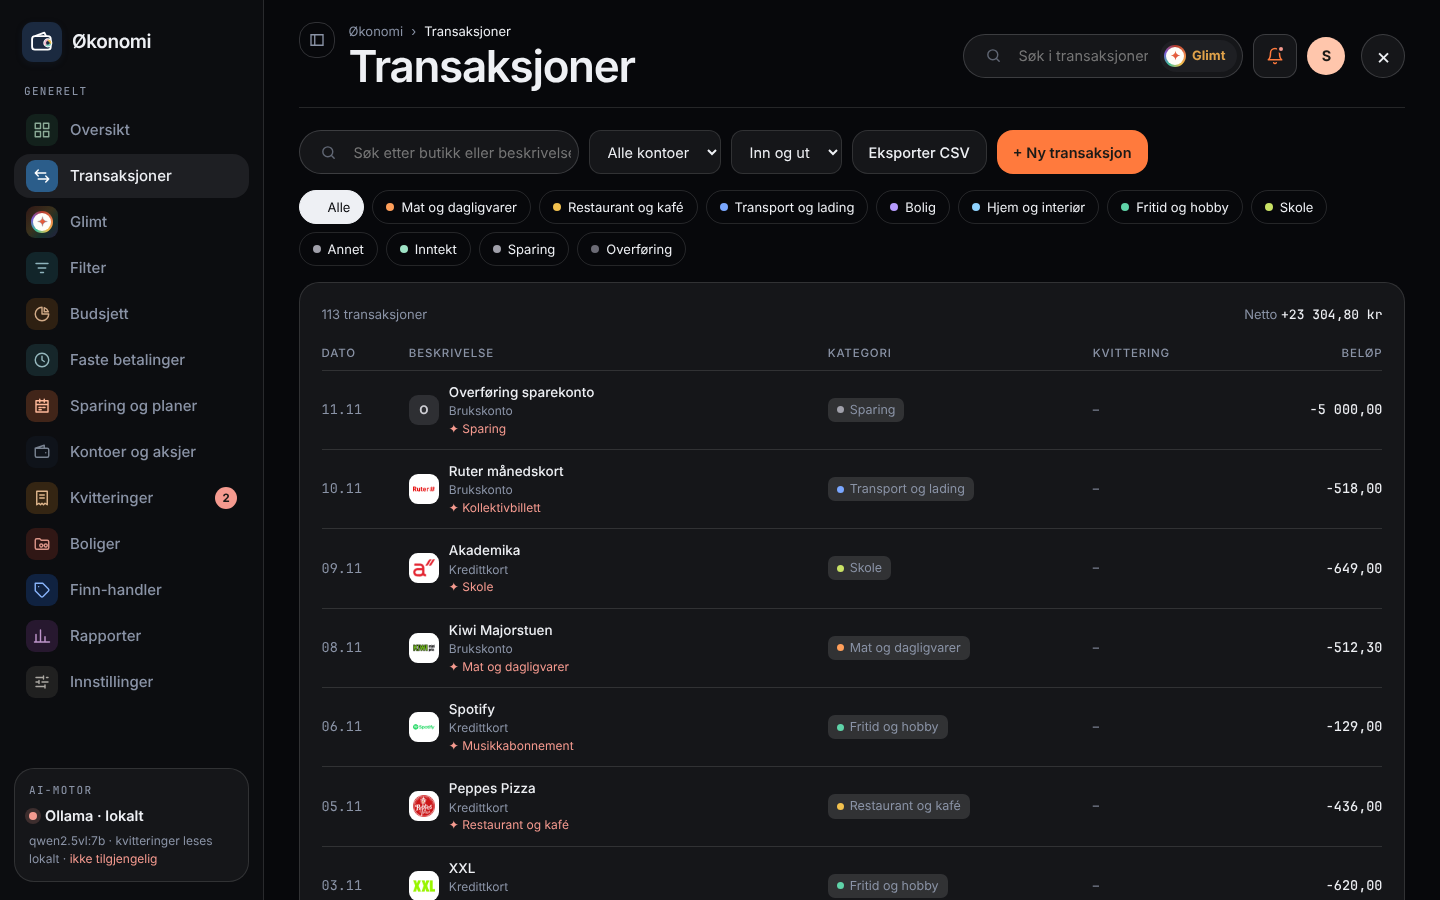 Økonomi
GENERELT
Oversikt
Transaksjoner
Glimt
Filter
Budsjett
Faste betalinger
Sparing og planer
Kontoer og aksjer
Kvitteringer 2
Boliger
Finn-handler
Rapporter
Innstillinger
AI-MOTOR
Ollama · lokalt
qwen2.5vl:7b · kvitteringer leses
lokalt · ikke tilgjengelig
Økonomi › Transaksjoner
Transaksjoner
Søk i transaksjoner Glimt S ×
Søk etter butikk eller beskrivelse Alle kontoer Inn og ut Eksporter CSV + Ny transaksjon
Alle Mat og dagligvarer Restaurant og kafé Transport og lading Bolig Hjem og interiør Fritid og hobby Skole
Annet Inntekt Sparing Overføring
113 transaksjoner Netto +23 304,80 kr
DATO BESKRIVELSE KATEGORI KVITTERING BELØP
11.11 O Overføring sparekonto Sparing – -5 000,00
Brukskonto
✦ Sparing
10.11 Ruter Ruter månedskort Transport og lading – -518,00
Brukskonto
✦ Kollektivbillett
09.11 a Akademika Skole – -649,00
Kredittkort
✦ Skole
08.11 KIWI Kiwi Majorstuen Mat og dagligvarer – -512,30
Brukskonto
✦ Mat og dagligvarer
06.11 Spotify Spotify Fritid og hobby – -129,00
Kredittkort
✦ Musikkabonnement
05.11 Peppes Peppes Pizza Restaurant og kafé – -436,00
Kredittkort
✦ Restaurant og kafé
03.11 XXL XXL Fritid og hobby – -620,00
Kredittkort